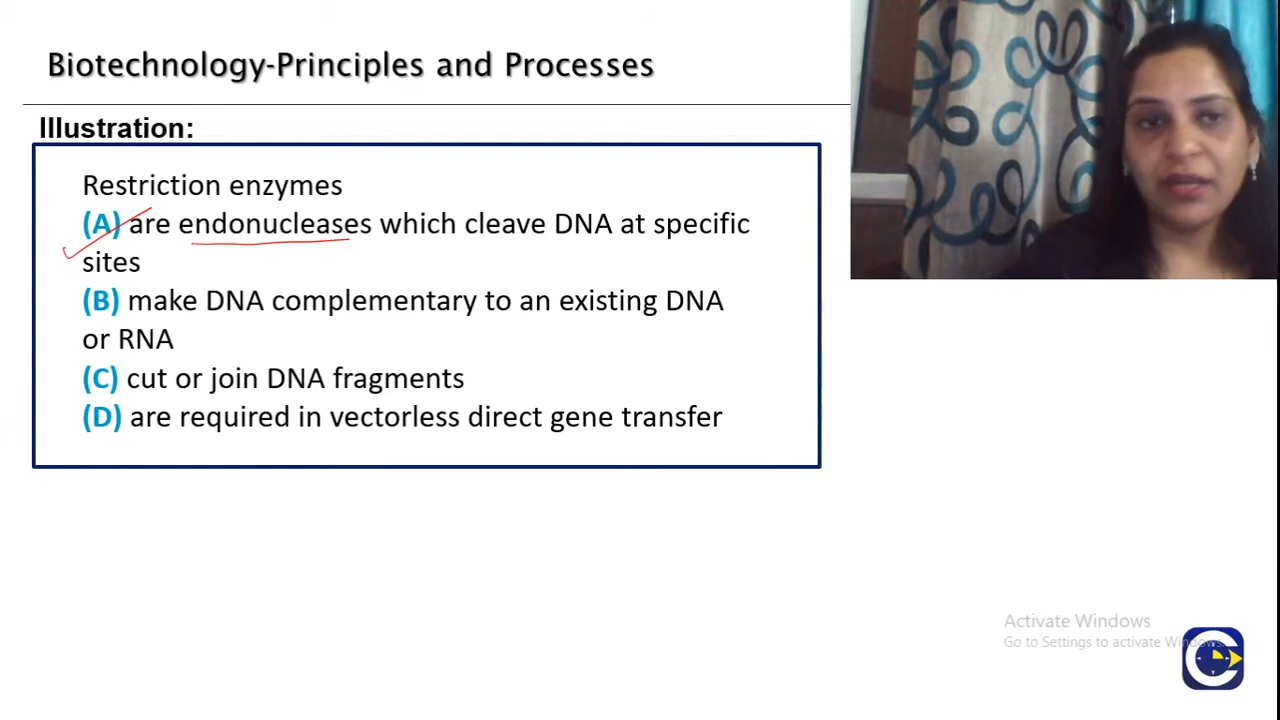 Biotechnology-Principles and Processes
Illustration:
Restriction enzymes
(A) are endonucleases which cleave DNA at specific
sites
(B) make DNA complementary to an existing DNA
or RNA
(C) cut or join DNA fragments
(D) are required in vectorless direct gene transfer
Activate Windows
Go to Settings to activate Windows.